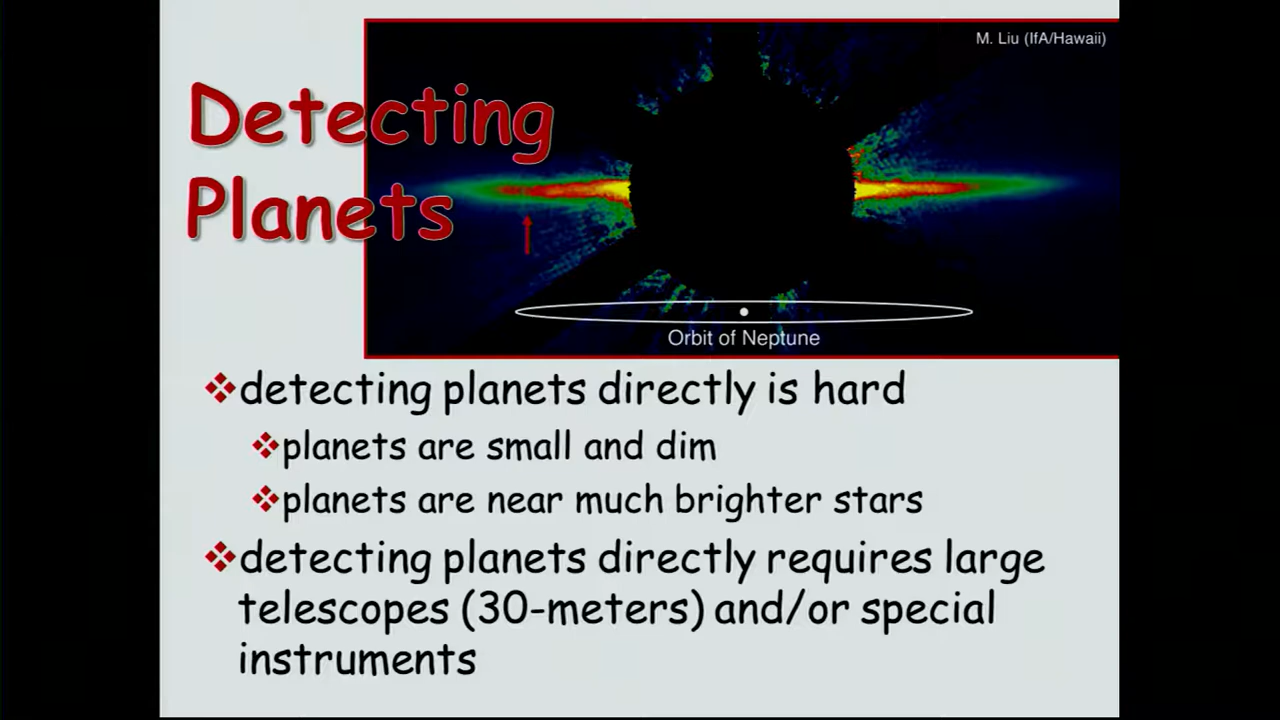 M. Liu (IfA/Hawaii)
Detecting
Planets
Orbit of Neptune
detecting planets directly is hard
planets are small and dim
planets are near much brighter stars
detecting planets directly requires large
telescopes (30-meters) and/or special
instruments